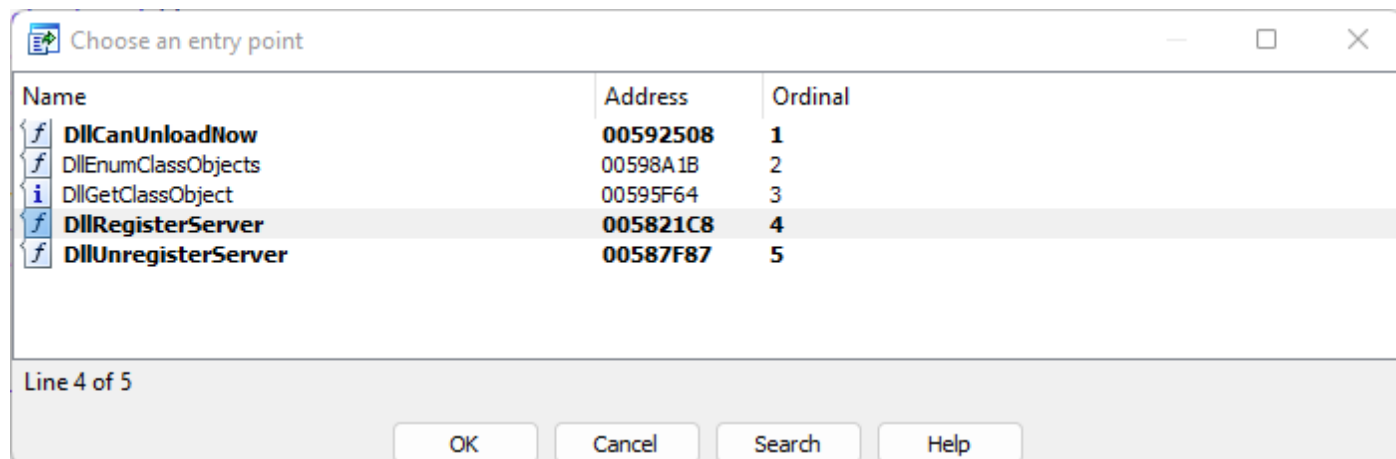 Choose an entry point
Name Address Ordinal
f DllCanUnloadNow 00592508 1
f DllEnumClassObjects 00598A1B 2
i DllGetClassObject 00595F64 3
f DllRegisterServer 005821C8 4
f DllUnregisterServer 00587F87 5
Line 4 of 5
OK Cancel Search Help